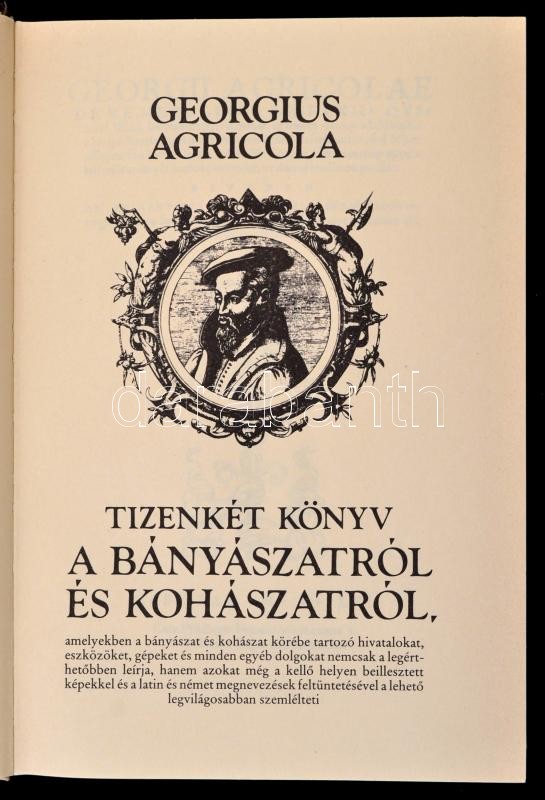 GEORGIUS
AGRICOLA
darabanth
TIZENKÉT KÖNYV
A BÁNYÁSZATRÓL
ÉS KOHÁSZATRÓL,
amelyekben a bányászat és kohászat körébe tartozó hivatalokat,
eszközöket, gépeket és minden egyéb dolgokat nemcsak a legért-
hetőbben leírja, hanem azokat még a kellő helyen beillesztett
képekkel és a latin és német megnevezések feltüntetésével a lehető
legvilágosabban szemlélteti